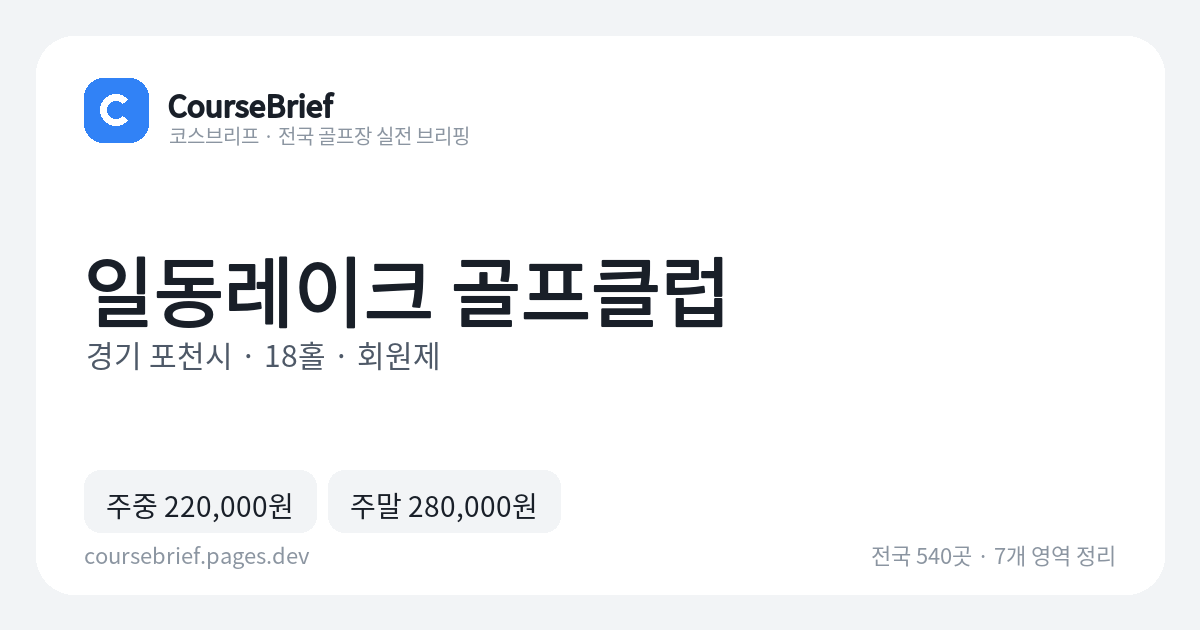 C
CourseBrief
코스브리프 · 전국 골프장 실전 브리핑
일동레이크 골프클럽
경기 포천시 · 18홀 · 회원제
주중 220,000원 주말 280,000원
coursebrief.pages.dev 전국 540곳 · 7개 영역 정리